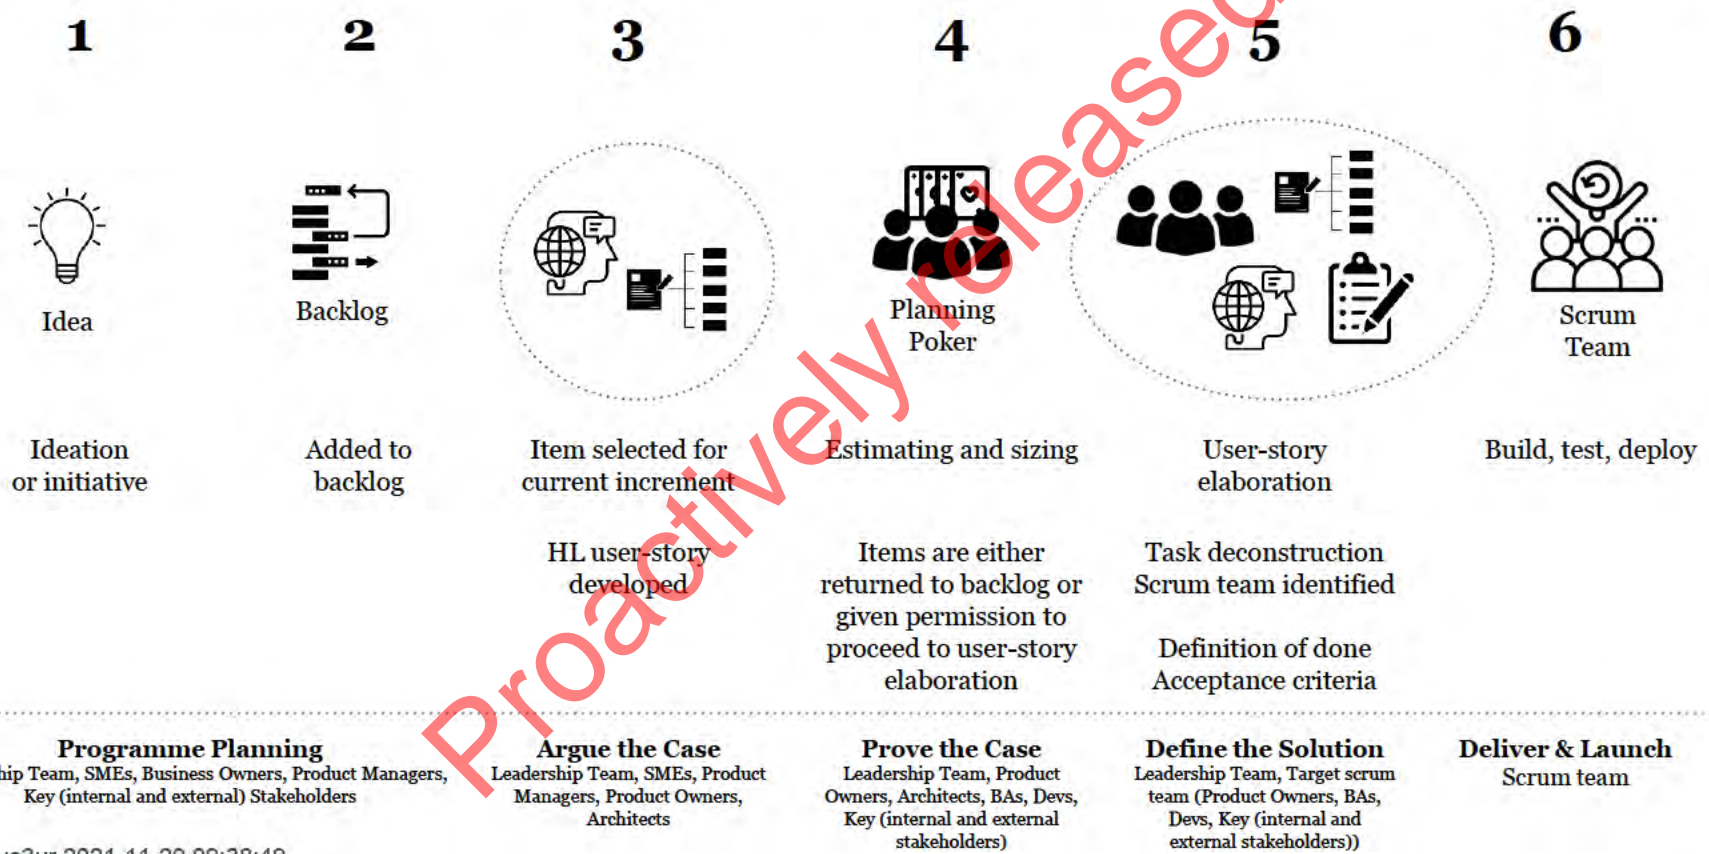 1
2
3
4
5
6
Idea
Backlog
Planning
Poker
Scrum
Team
Ideation
or initiative
Added to
backlog
Item selected for
current increment
HL user-story
developed
Estimating and sizing
Items are either
returned to backlog or
given permission to
proceed to user-story
elaboration
User-story
elaboration
Task deconstruction
Scrum team identified
Definition of done
Acceptance criteria
Build, test, deploy
Programme Planning
Team, SMEs, Business Owners, Product Managers,
Key (internal and external) Stakeholders
Argue the Case
Leadership Team, SMEs, Product
Managers, Product Owners,
Architects
Prove the Case
Leadership Team, Product
Owners, Architects, BAs, Devs,
Key (internal and external
stakeholders)
Define the Solution
Leadership Team, Target scrum
team (Product Owners, BAs,
Devs, Key (internal and
external stakeholders))
Deliver & Launch
Scrum team
Proactively released